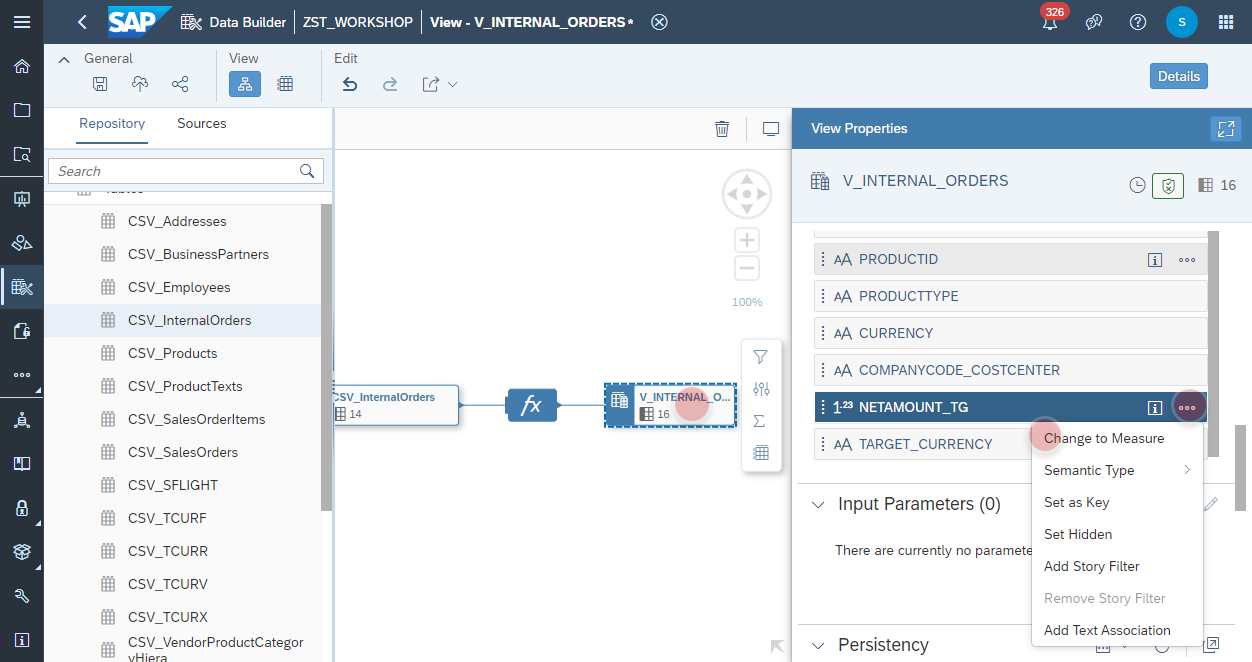 SAP Data Builder ZST_WORKSHOP View - V_INTERNAL_ORDERS*
326
S
General View Edit
Details
Repository Sources
View Properties
Search
V_INTERNAL_ORDERS
16
Tables
CSV_Addresses
CSV_BusinessPartners
CSV_Employees
CSV_InternalOrders
CSV_Products
CSV_ProductTexts
CSV_SalesOrderItems
CSV_SalesOrders
CSV_SFLIGHT
CSV_TCURF
CSV_TCURR
CSV_TCURV
CSV_TCURX
CSV_VendorProductCategor
yHiera
100%
CSV_InternalOrders
14
fx
V_INTERNAL_O...
16
AA PRODUCTID
AA PRODUCTTYPE
AA CURRENCY
AA COMPANYCODE_COSTCENTER
1.23 NETAMOUNT_TG
AA TARGET_CURRENCY
Change to Measure
Semantic Type
Set as Key
Set Hidden
Add Story Filter
Remove Story Filter
Add Text Association
Input Parameters (0)
There are currently no paramete
Persistency